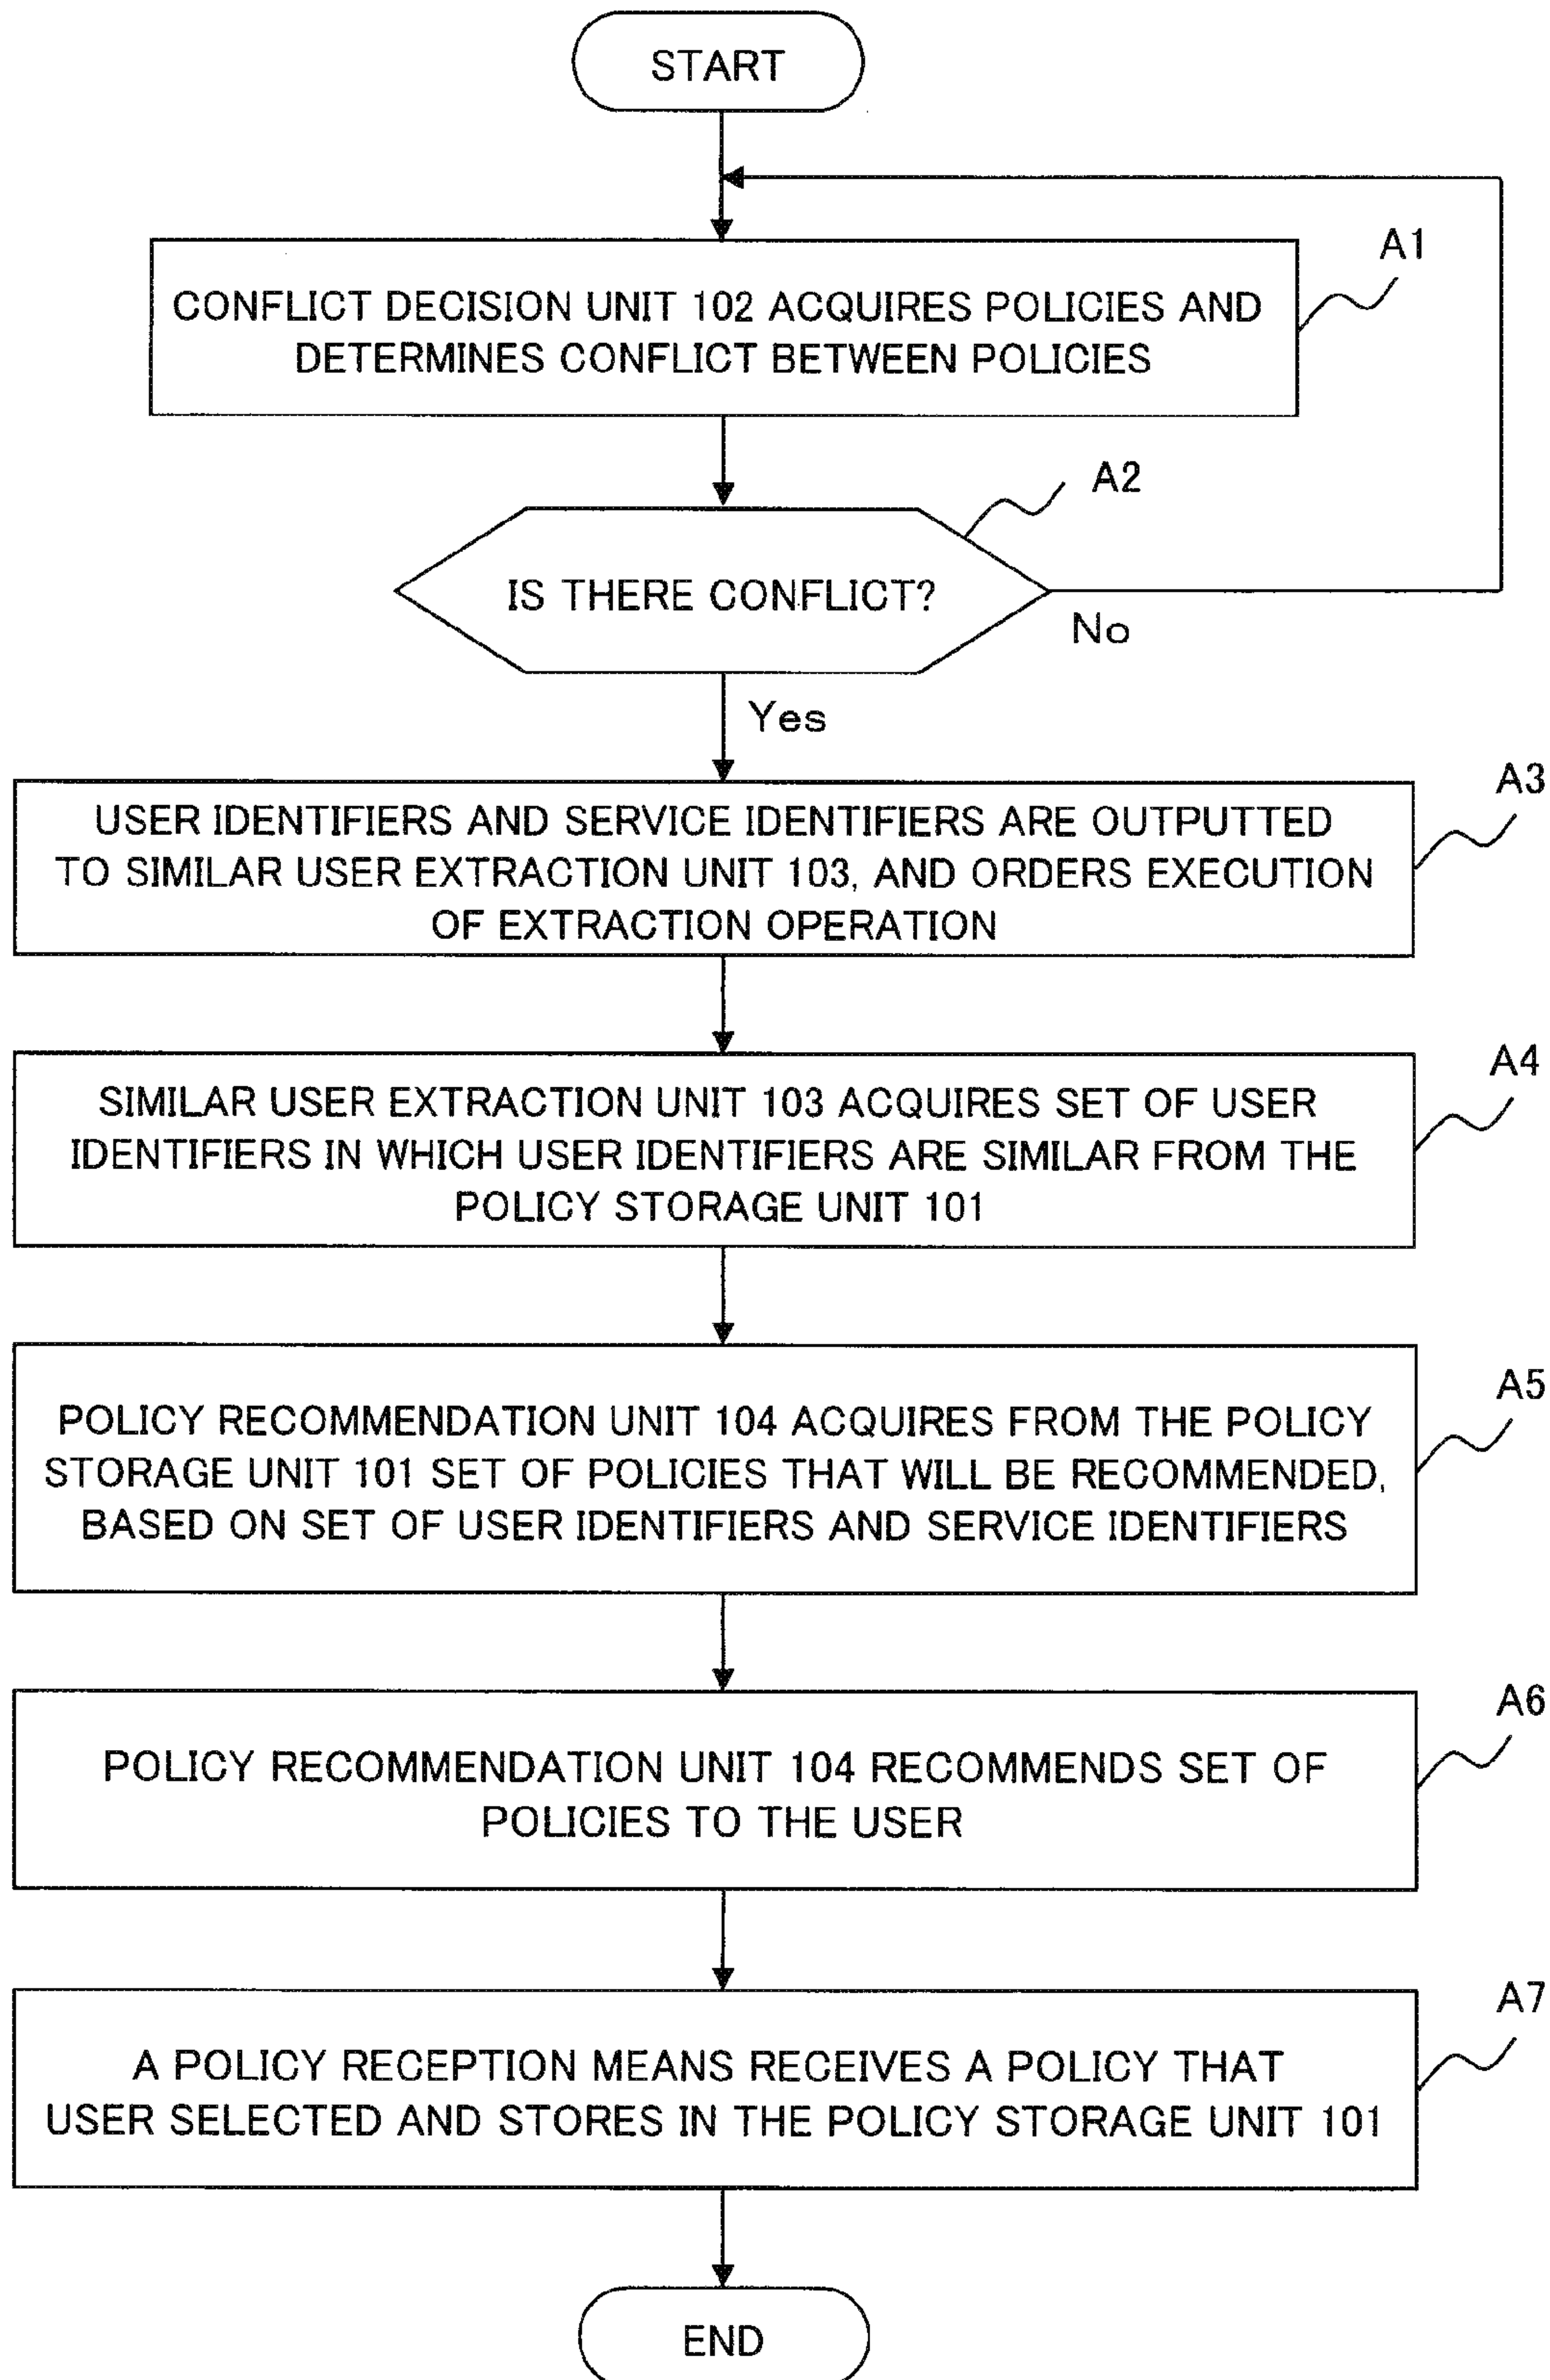 START
A1
CONFLICT DECISION UNIT 102 ACQUIRES POLICIES AND
DETERMINES CONFLICT BETWEEN POLICIES
A2
IS THERE CONFLICT?
No
Yes
A3
USER IDENTIFIERS AND SERVICE IDENTIFIERS ARE OUTPUTTED
TO SIMILAR USER EXTRACTION UNIT 103, AND ORDERS EXECUTION
OF EXTRACTION OPERATION
A4
SIMILAR USER EXTRACTION UNIT 103 ACQUIRES SET OF USER
IDENTIFIERS IN WHICH USER IDENTIFIERS ARE SIMILAR FROM THE
POLICY STORAGE UNIT 101
A5
POLICY RECOMMENDATION UNIT 104 ACQUIRES FROM THE POLICY
STORAGE UNIT 101 SET OF POLICIES THAT WILL BE RECOMMENDED,
BASED ON SET OF USER IDENTIFIERS AND SERVICE IDENTIFIERS
A6
POLICY RECOMMENDATION UNIT 104 RECOMMENDS SET OF
POLICIES TO THE USER
A7
A POLICY RECEPTION MEANS RECEIVES A POLICY THAT
USER SELECTED AND STORES IN THE POLICY STORAGE UNIT 101
END